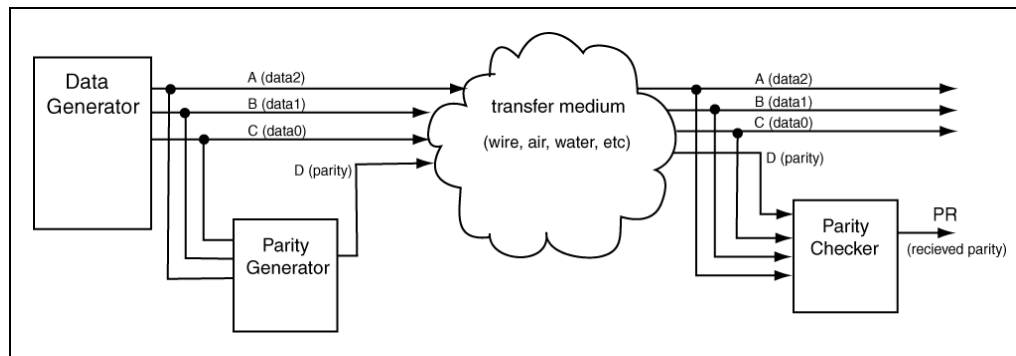 Data
Generator
A (data2)
B (data1)
C (data0)
D (parity)
Parity
Generator
transfer medium
(wire, air, water, etc)
A (data2)
B (data1)
C (data0)
D (parity)
Parity
Checker
PR
(recieved parity)